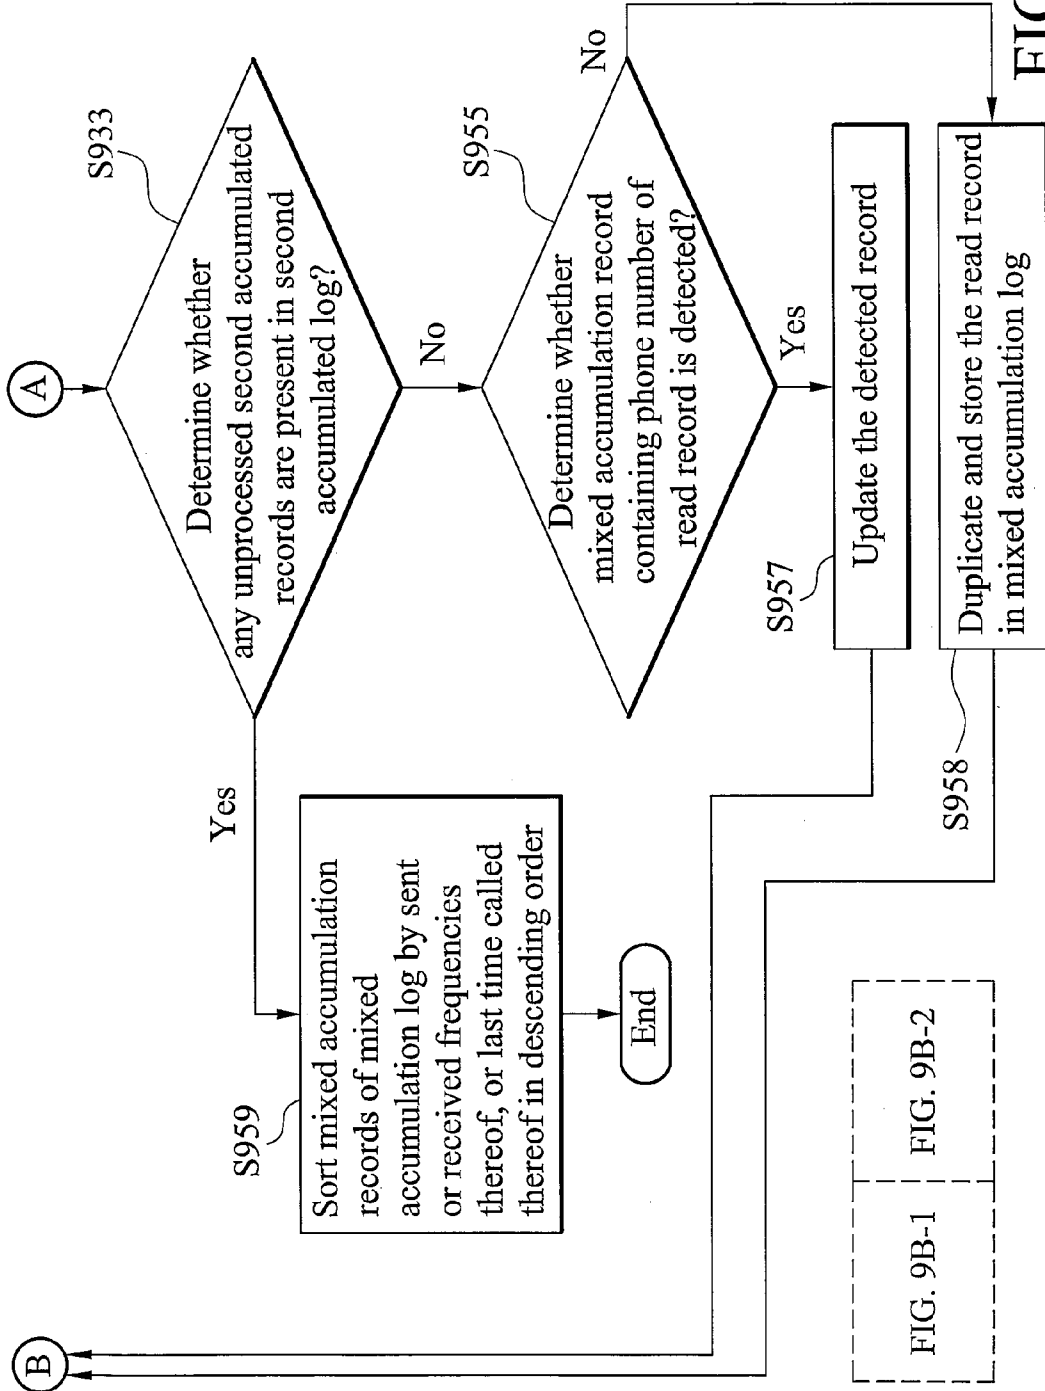 A
S933
Determine whether
any unprocessed second accumulated
records are present in second
accumulated log?
Yes
No
S959
Sort mixed accumulation
records of mixed
accumulation log by sent
or received frequencies
thereof, or last time called
thereof in descending order
End
S955
Determine whether
mixed accumulation record
containing phone number of
read record is detected?
No
Yes
S957
Update the detected record
S958
Duplicate and store the read record
in mixed accumulation log
B
FIG. 9B-1
FIG. 9B-2